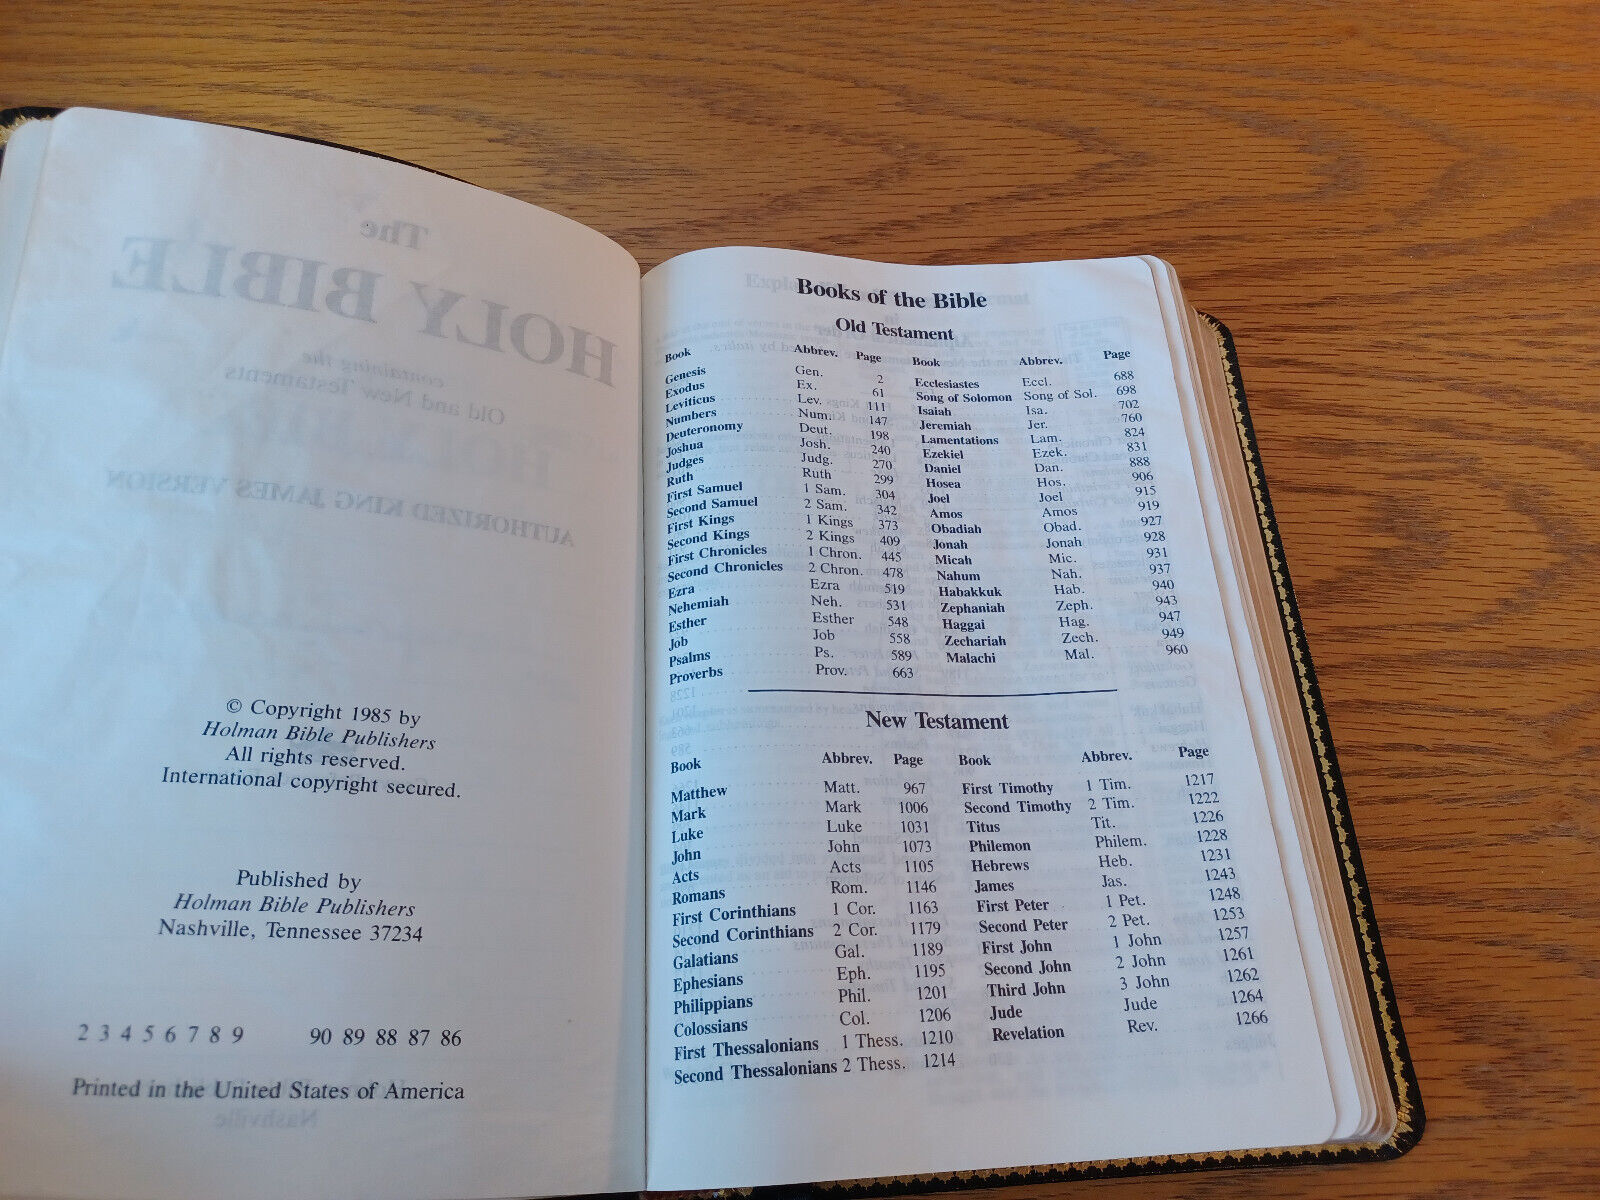 The
HOLY BIBLE
containing the
Old and New Testaments
AUTHORIZED KING JAMES VERSION
© Copyright 1985 by
Holman Bible Publishers
All rights reserved.
International copyright secured.
Published by
Holman Bible Publishers
Nashville, Tennessee 37234
2 3 4 5 6 7 8 9 90 89 88 87 86
Printed in the United States of America
Nashville
Books of the Bible
Old Testament
Book Abbrev. Page Book Abbrev. Page
Genesis Gen. 2 Ecclesiastes Eccl. 688
Exodus Ex. 61 Song of Solomon Song of Sol. 698
Leviticus Lev. 111 Isaiah Isa. 702
Numbers Num. 147 Jeremiah Jer. 760
Deuteronomy Deut. 198 Lamentations Lam. 824
Joshua Josh. 240 Ezekiel Ezek. 831
Judges Judg. 270 Daniel Dan. 888
Ruth Ruth 299 Hosea Hos. 906
First Samuel 1 Sam. 304 Joel Joel 915
Second Samuel 2 Sam. 342 Amos Amos 919
First Kings 1 Kings 373 Obadiah Obad. 927
Second Kings 2 Kings 409 Jonah Jonah 928
First Chronicles 1 Chron. 445 Micah Mic. 931
Second Chronicles 2 Chron. 478 Nahum Nah. 937
Ezra Ezra 519 Habakkuk Hab. 940
Nehemiah Neh. 531 Zephaniah Zeph. 943
Esther Esther 548 Haggai Hag. 947
Job Job 558 Zechariah Zech. 949
Psalms Ps. 589 Malachi Mal. 960
Proverbs Prov. 663
New Testament
Book Abbrev. Page Book Abbrev. Page
Matthew Matt. 967 First Timothy 1 Tim. 1217
Mark Mark 1006 Second Timothy 2 Tim. 1222
Luke Luke 1031 Titus Tit. 1226
John John 1073 Philemon Philem. 1228
Acts Acts 1105 Hebrews Heb. 1231
Romans Rom. 1146 James Jas. 1243
First Corinthians 1 Cor. 1163 First Peter 1 Pet. 1248
Second Corinthians 2 Cor. 1179 Second Peter 2 Pet. 1253
Galatians Gal. 1189 First John 1 John 1257
Ephesians Eph. 1195 Second John 2 John 1261
Philippians Phil. 1201 Third John 3 John 1262
Colossians Col. 1206 Jude Jude 1264
First Thessalonians 1 Thess. 1210 Revelation Rev. 1266
Second Thessalonians 2 Thess. 1214